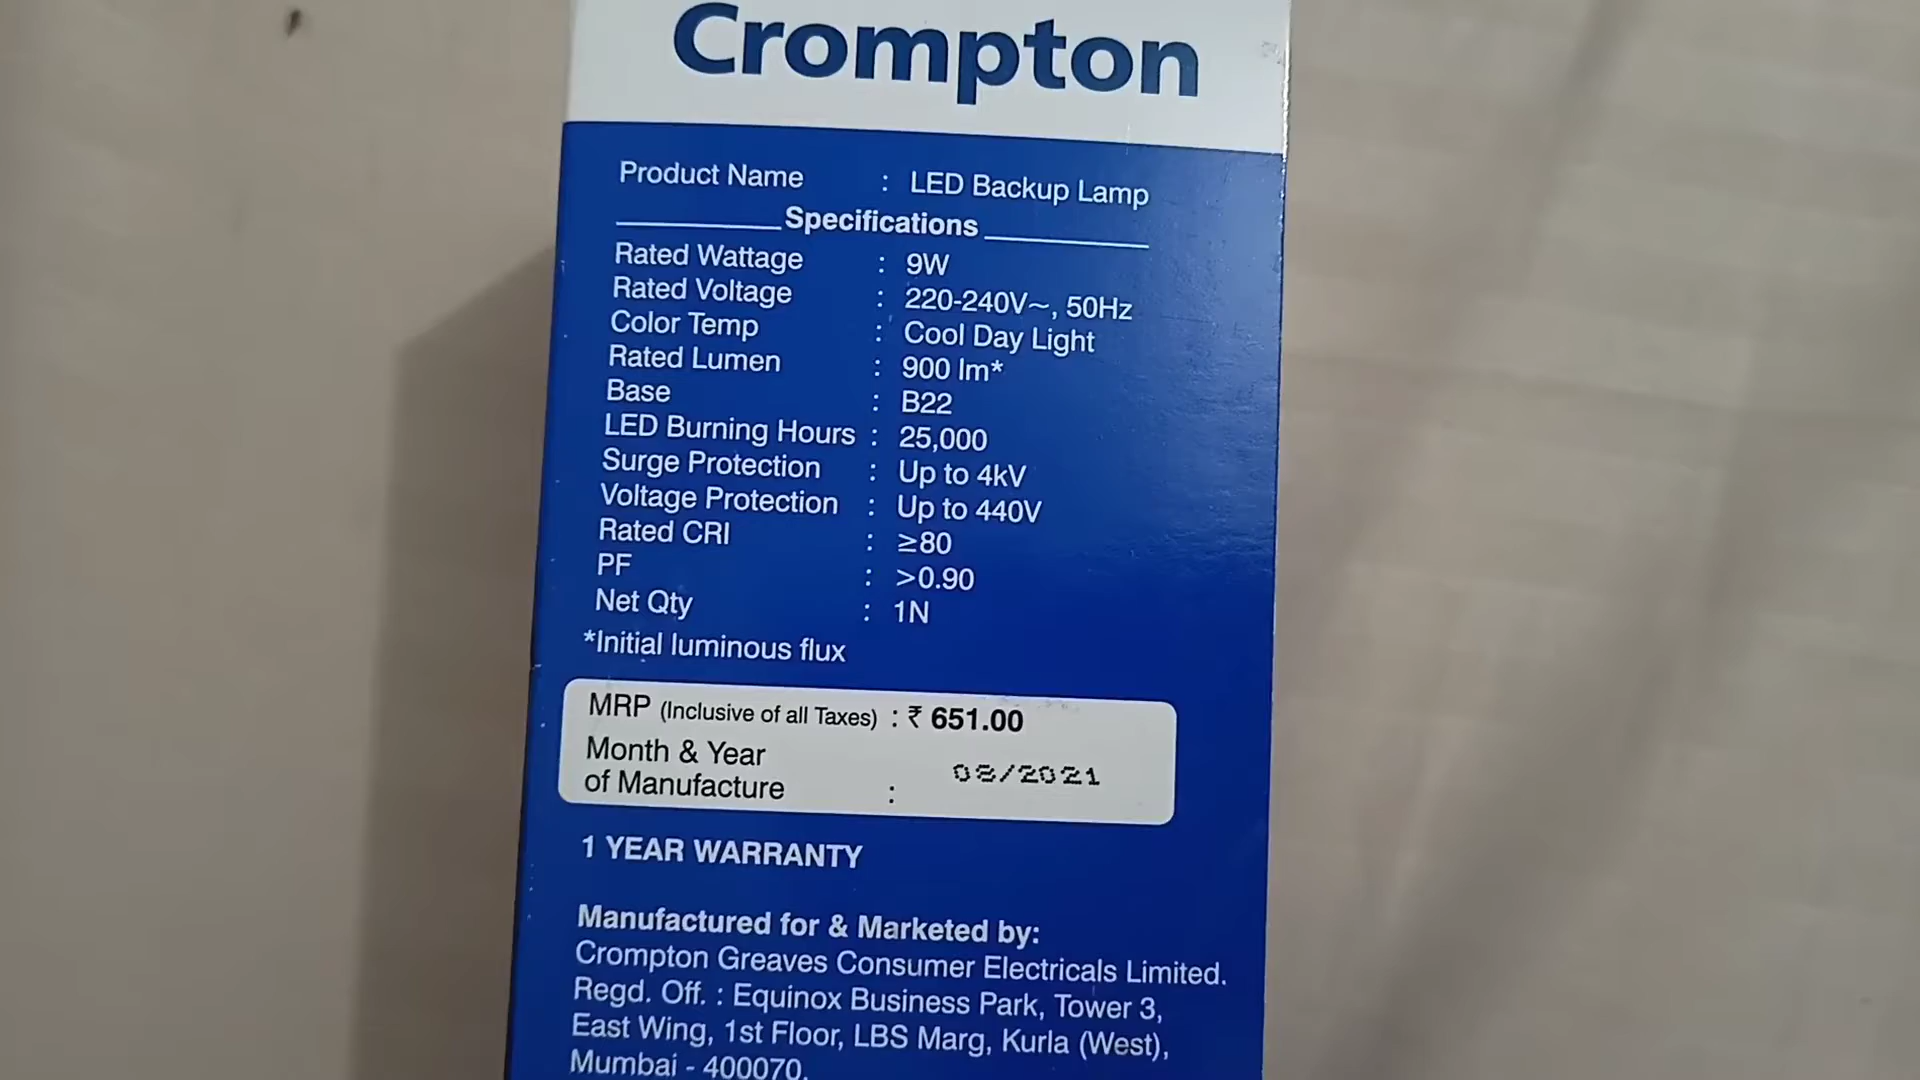 Crompton
Product Name : LED Backup Lamp
Specifications
Rated Wattage : 9W
Rated Voltage : 220-240V~, 50Hz
Color Temp : Cool Day Light
Rated Lumen : 900 lm*
Base : B22
LED Burning Hours : 25,000
Surge Protection : Up to 4kV
Voltage Protection : Up to 440V
Rated CRI : ≥80
PF : >0.90
Net Qty : 1N
*Initial luminous flux
MRP (Inclusive of all Taxes) : ₹ 651.00
Month & Year
of Manufacture : 08/2021
1 YEAR WARRANTY
Manufactured for & Marketed by:
Crompton Greaves Consumer Electricals Limited.
Regd. Off. : Equinox Business Park, Tower 3,
East Wing, 1st Floor, LBS Marg, Kurla (West),
Mumbai - 400070.